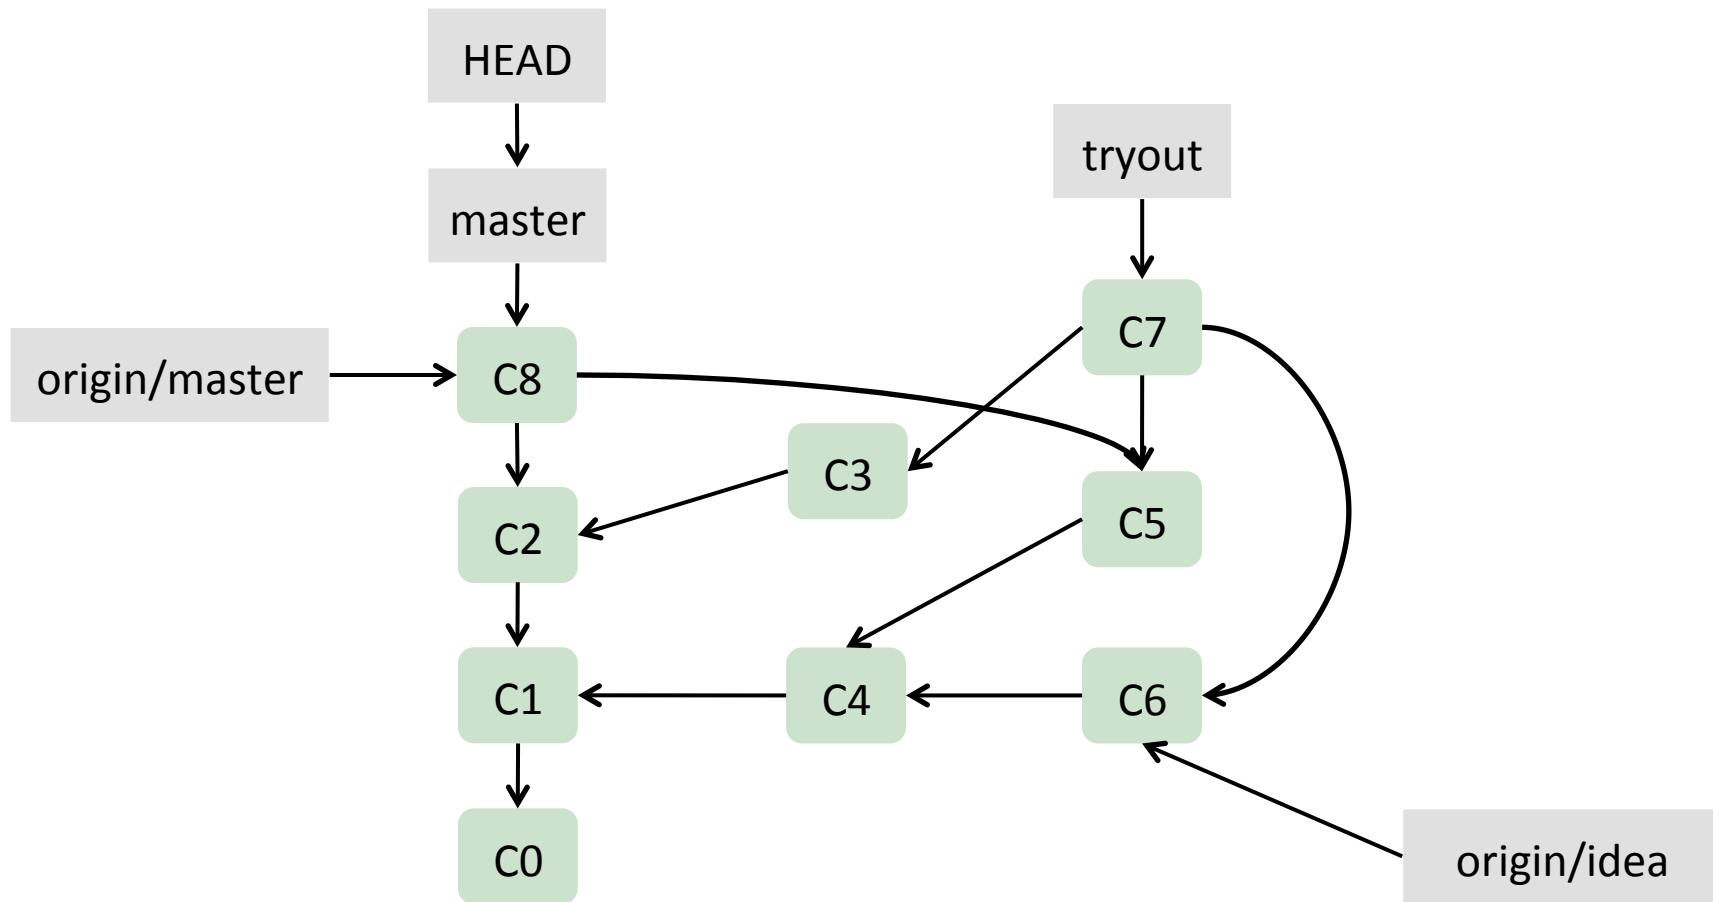 HEAD
tryout
master
C7
origin/master
C8
C3
C5
C2
C1
C4
C6
C0
origin/idea